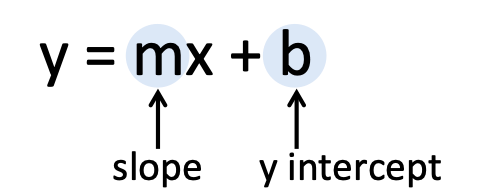 y = mx + b
slope y intercept